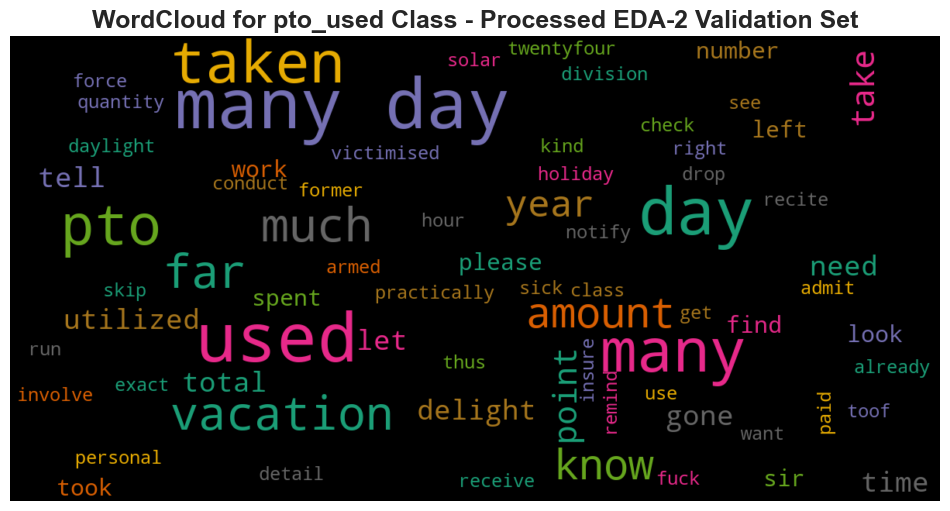 WordCloud for pto_used Class - Processed EDA-2 Validation Set
taken
solar
twentyfour
number
force
division
take
quantity
many day
see
check
left
daylight
victimised
kind
right
tell
work
conduct
former
holiday
drop
pto
much
hour
year
notify
day
recite
far
armed
please
need
skip
spent
practically
sick
class
admit
utilized
used
let
amount
get
find
look
run
thus
many
already
involve
exact
total
point
insure
remind
use
paid
toof
vacation
delight
gone
want
personal
detail
know
took
receive
fuck
sir
time